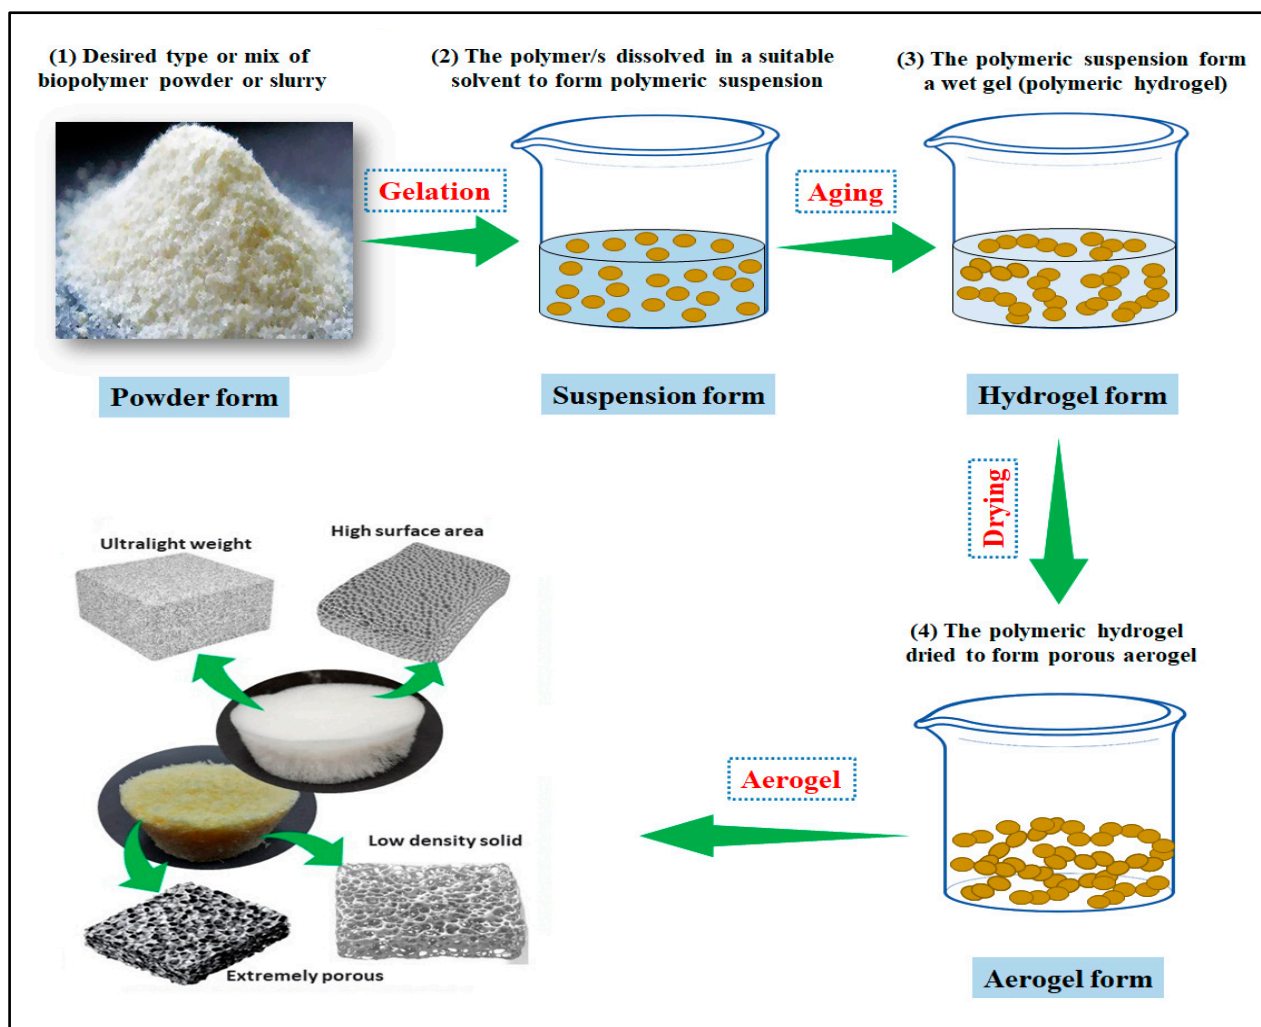 (1) Desired type or mix of
biopolymer powder or slurry
(2) The polymer/s dissolved in a suitable
solvent to form polymeric suspension
(3) The polymeric suspension form
a wet gel (polymeric hydrogel)
Gelation
Aging
Powder form
Suspension form
Hydrogel form
Drying
(4) The polymeric hydrogel
dried to form porous aerogel
Aerogel
Aerogel form
Ultralight weight
High surface area
Low density solid
Extremely porous